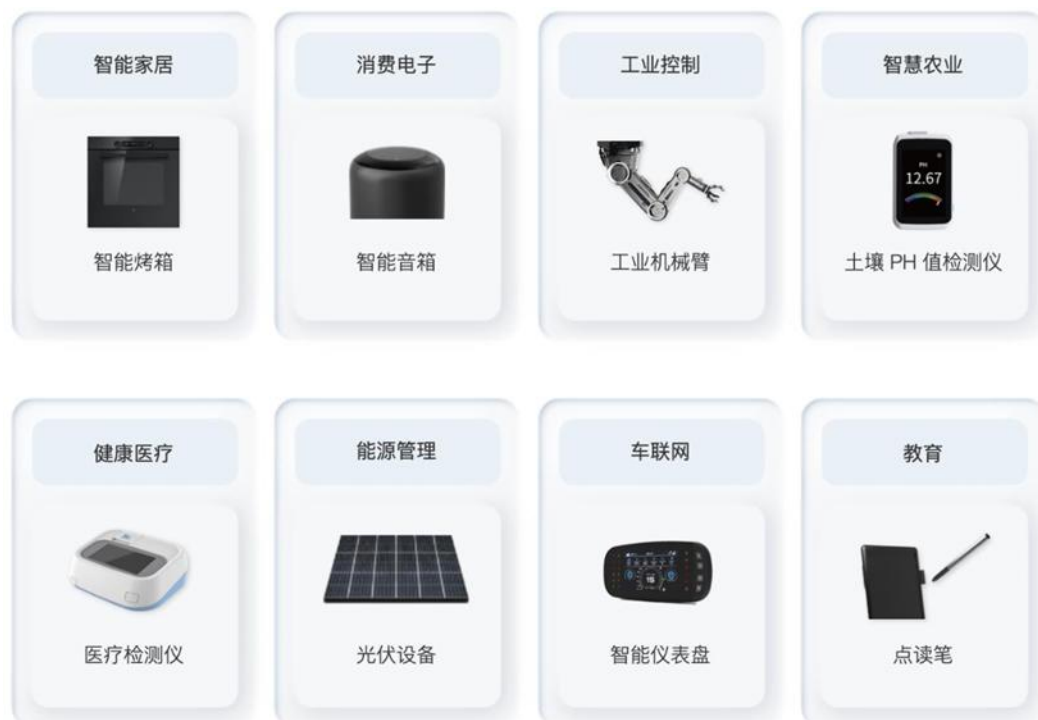 智能家居
消费电子
工业控制
智慧农业
PH
12.67
智能烤箱
智能音箱
工业机械臂
土壤 PH 值检测仪
健康医疗
能源管理
车联网
教育
15
医疗检测仪
光伏设备
智能仪表盘
点读笔